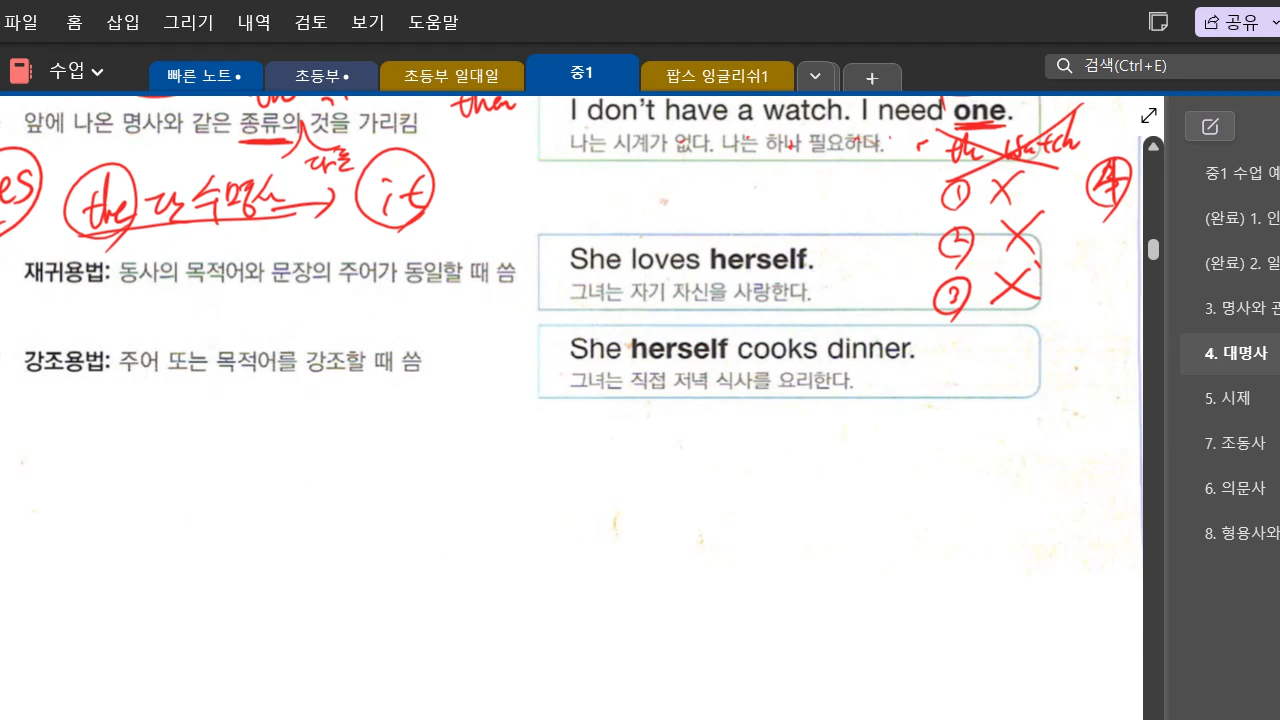 파일 홈 삽입 그리기 내역 검토 보기 도움말 공유
수업 빠른 노트 초등부 초등부 일대일 중1 팝스 잉글리쉬1 + 검색(Ctrl+E)
then
앞에 나온 명사와 같은 종류의 것을 가리킴
다른
I don't have a watch. I need one.
나는 시계가 없다. 나는 하나 필요하다.
the watch
es
the 단수명사 → it
① X
② X
③ X
재귀용법: 동사의 목적어와 문장의 주어가 동일할 때 씀
She loves herself.
그녀는 자기 자신을 사랑한다.
강조용법: 주어 또는 목적어를 강조할 때 씀
She herself cooks dinner.
그녀는 직접 저녁 식사를 요리한다.
중1 수업 예
(완료) 1. 인
(완료) 2. 일
3. 명사와 관
4. 대명사
5. 시제
7. 조동사
6. 의문사
8. 형용사와